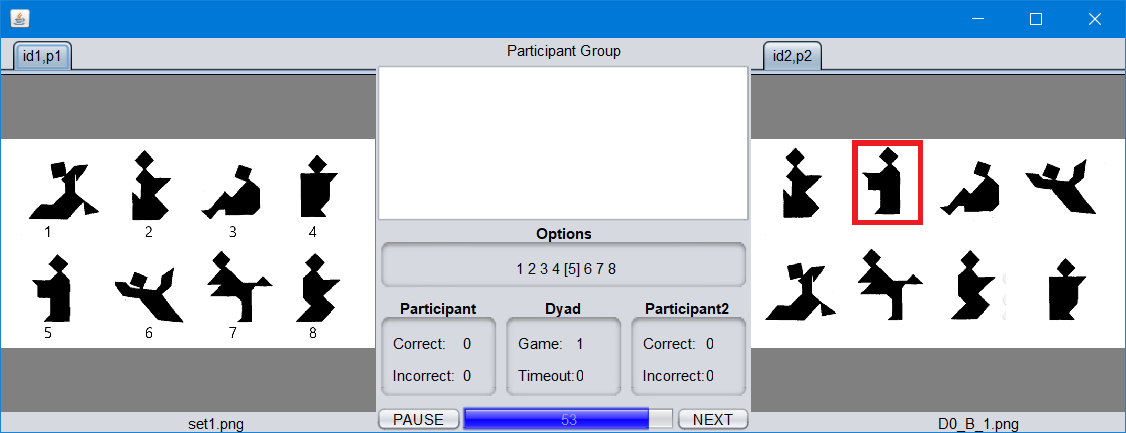 id1,p1
Participant Group
id2,p2
1 2 3 4
5 6 7 8
Options
1 2 3 4 [5] 6 7 8
Participant Dyad Participant2
Correct: 0 Game: 1 Correct: 0
Incorrect: 0 Timeout:0 Incorrect:0
PAUSE 53 NEXT
set1.png D0_B_1.png